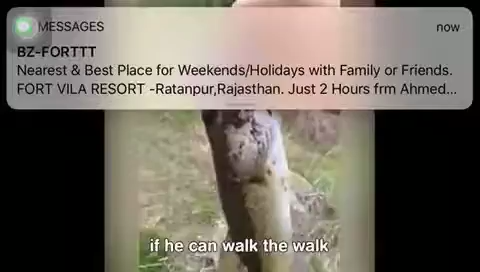 MESSAGES
now
BZ-FORTTT
Nearest & Best Place for Weekends/Holidays with Family or Friends.
FORT VILA RESORT -Ratanpur,Rajasthan. Just 2 Hours frm Ahmed...
if he can walk the walk